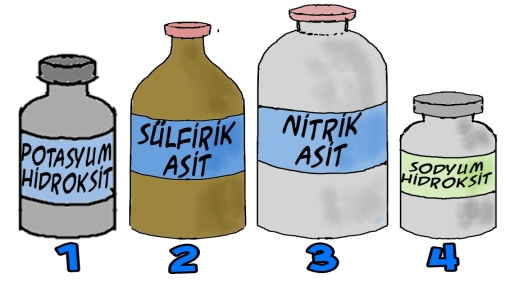 POTASYUM
HİDROKSİT
SÜLFİRİK
ASİT
NİTRİK
ASİT
SODYUM
HİDROKSİT
1 2 3 4